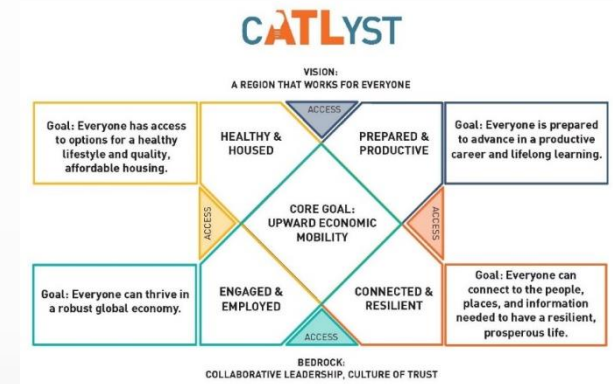 CATLYST
VISION:
A REGION THAT WORKS FOR EVERYONE
Goal: Everyone has access
to options for a healthy
lifestyle and quality,
affordable housing.
HEALTHY &
HOUSED
ACCESS
PREPARED &
PRODUCTIVE
Goal: Everyone is prepared
to advance in a productive
career and lifelong learning.
ACCESS
CORE GOAL:
UPWARD ECONOMIC
MOBILITY
ACCESS
Goal: Everyone can thrive in
a robust global economy.
ENGAGED &
EMPLOYED
ACCESS
CONNECTED &
RESILIENT
Goal: Everyone can
connect to the people,
places, and information
needed to have a resilient,
prosperous life.
BEDROCK:
COLLABORATIVE LEADERSHIP, CULTURE OF TRUST